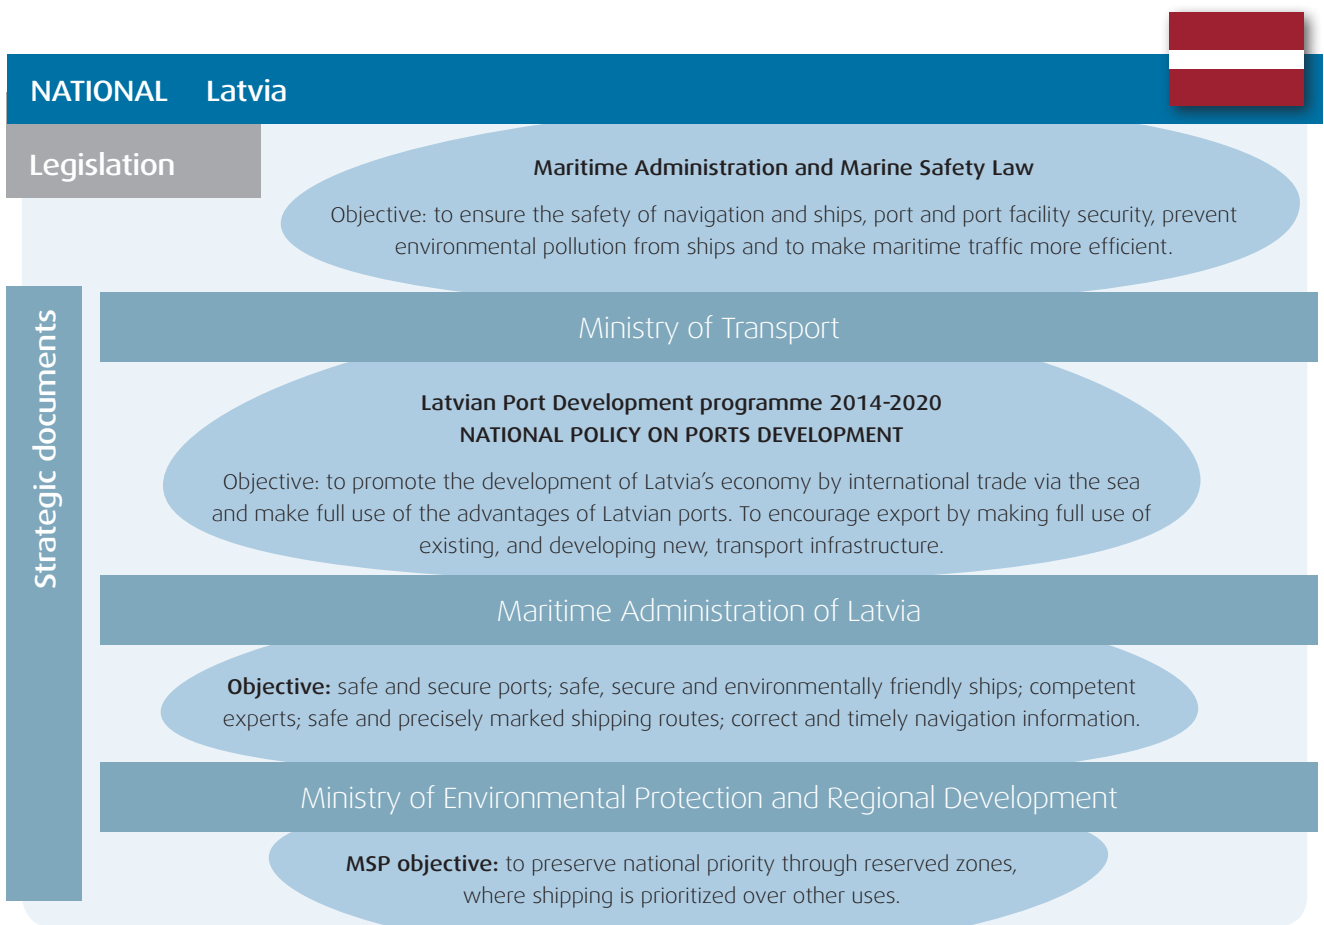 NATIONAL Latvia
Legislation
Maritime Administration and Marine Safety Law
Objective: to ensure the safety of navigation and ships, port and port facility security, prevent
environmental pollution from ships and to make maritime traffic more efficient.
Strategic documents
Ministry of Transport
Latvian Port Development programme 2014-2020
NATIONAL POLICY ON PORTS DEVELOPMENT
Objective: to promote the development of Latvia’s economy by international trade via the sea
and make full use of the advantages of Latvian ports. To encourage export by making full use of
existing, and developing new, transport infrastructure.
Maritime Administration of Latvia
Objective: safe and secure ports; safe, secure and environmentally friendly ships; competent
experts; safe and precisely marked shipping routes; correct and timely navigation information.
Ministry of Environmental Protection and Regional Development
MSP objective: to preserve national priority through reserved zones,
where shipping is prioritized over other uses.